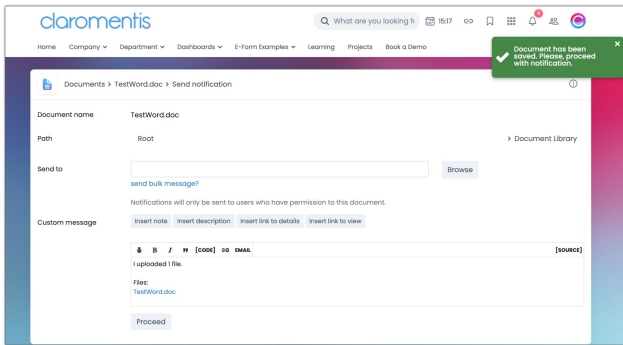 claromentis
What are you looking fo
15:17
Home Company Department Dashboards E-Form Examples Learning Projects Book a Demo
Document has been
saved. Please, proceed
with notification.
Documents > TestWord.doc > Send notification
Document name TestWord.doc
Path Root > Document Library
Send to Browse
send bulk message?
Notifications will only be sent to users who have permission to this document.
Custom message Insert note Insert description Insert link to details Insert link to view
B I [CODE] EMAIL [SOURCE]
I uploaded 1 file.
Files:
TestWord.doc
Proceed